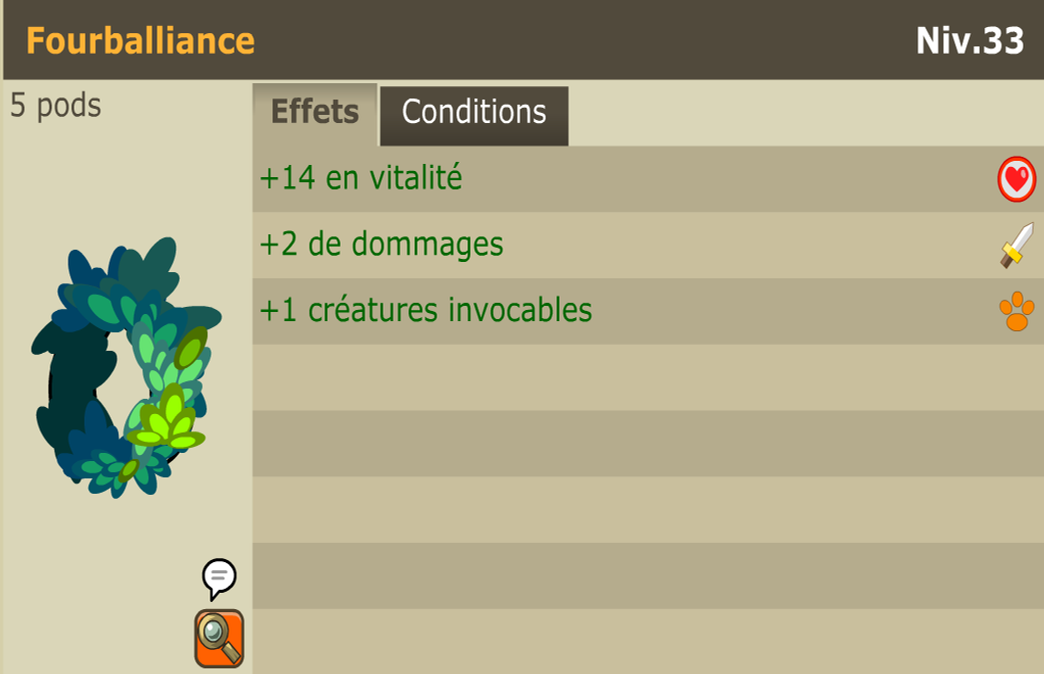 Fourballiance
Niv.33
5 pods
Effets
Conditions
+14 en vitalité
+2 de dommages
+1 créatures invocables